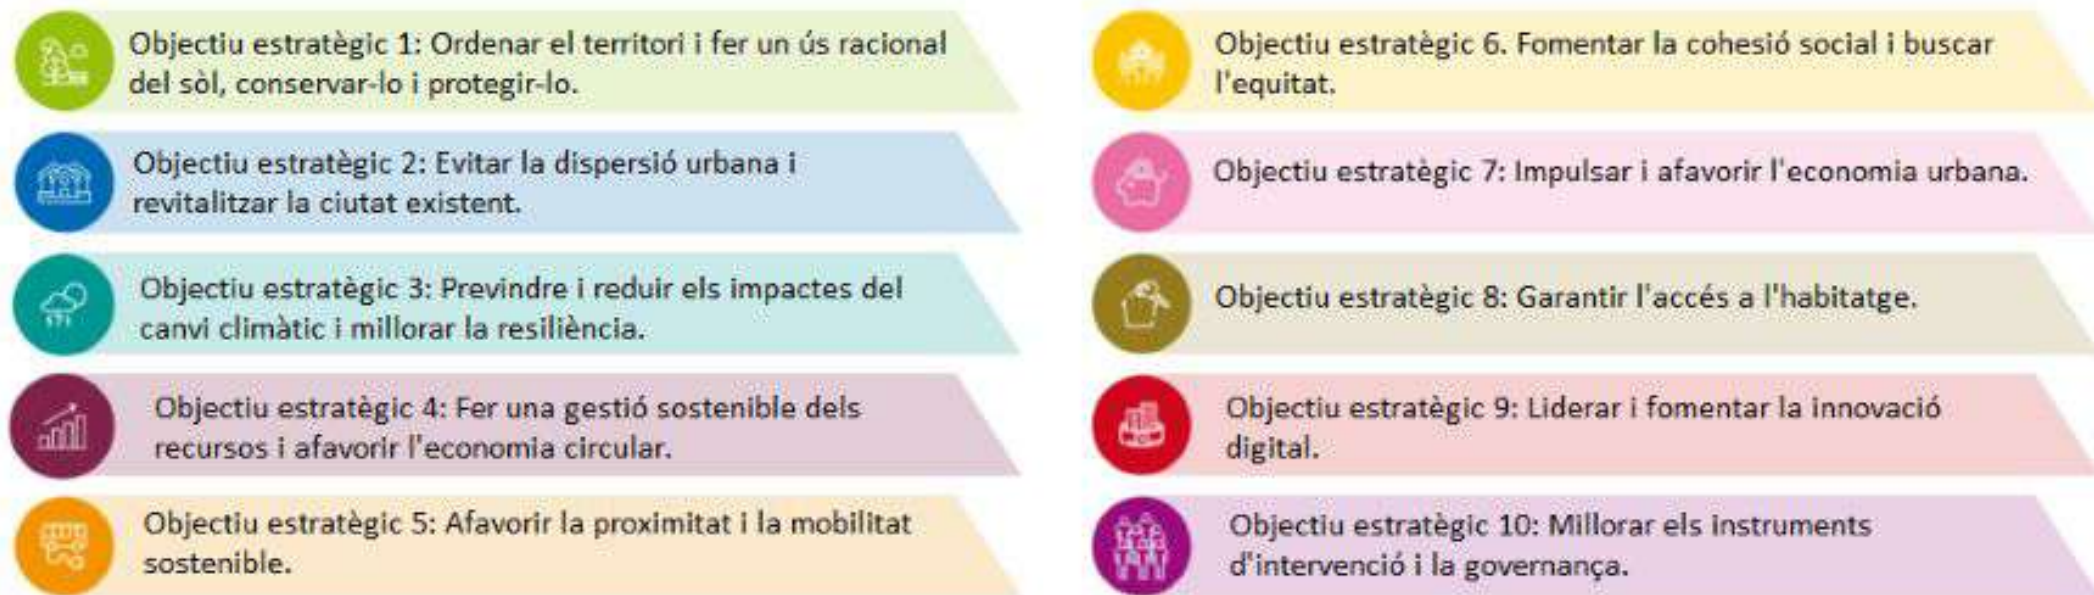 Objectiu estratègic 1: Ordenar el territori i fer un ús racional
del sòl, conservar-lo i protegir-lo.
Objectiu estratègic 2: Evitar la dispersió urbana i
revitalitzar la ciutat existent.
Objectiu estratègic 3: Previndre i reduir els impactes del
canvi climàtic i millorar la resiliència.
Objectiu estratègic 4: Fer una gestió sostenible dels
recursos i afavorir l'economia circular.
Objectiu estratègic 5: Afavorir la proximitat i la mobilitat
sostenible.
Objectiu estratègic 6. Fomentar la cohesió social i buscar
l'equitat.
Objectiu estratègic 7: Impulsar i afavorir l'economia urbana.
Objectiu estratègic 8: Garantir l'accés a l'habitatge.
Objectiu estratègic 9: Liderar i fomentar la innovació
digital.
Objectiu estratègic 10: Millorar els instruments
d'intervenció i la governança.